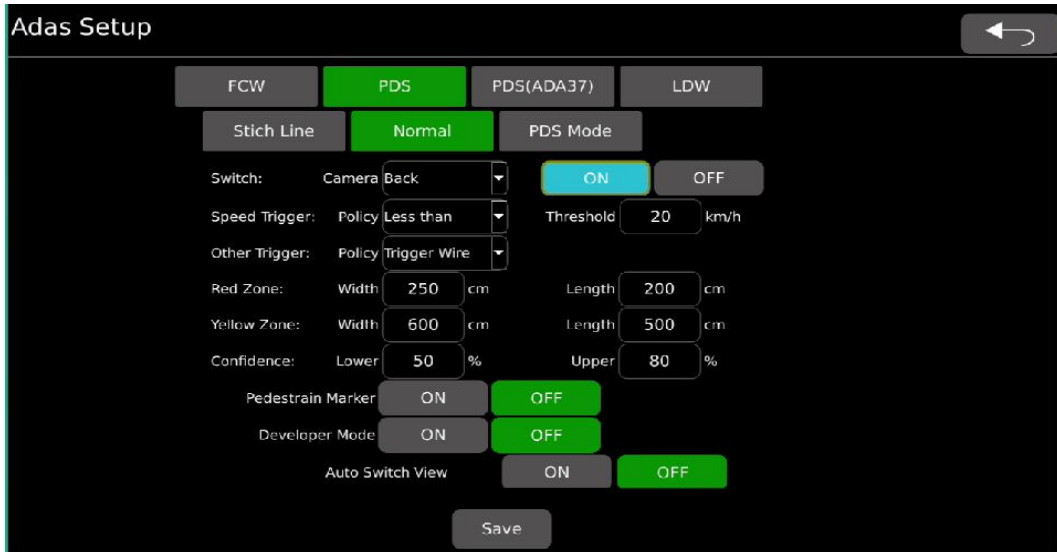 Adas Setup
FCW PDS PDS(ADA37) LDW
Stich Line Normal PDS Mode
Switch: Camera Back ON OFF
Speed Trigger: Policy Less than Threshold 20 km/h
Other Trigger: Policy Trigger Wire
Red Zone: Width 250 cm Length 200 cm
Yellow Zone: Width 600 cm Length 500 cm
Confidence: Lower 50 % Upper 80 %
Pedestrain Marker ON OFF
Developer Mode ON OFF
Auto Switch View ON OFF
Save